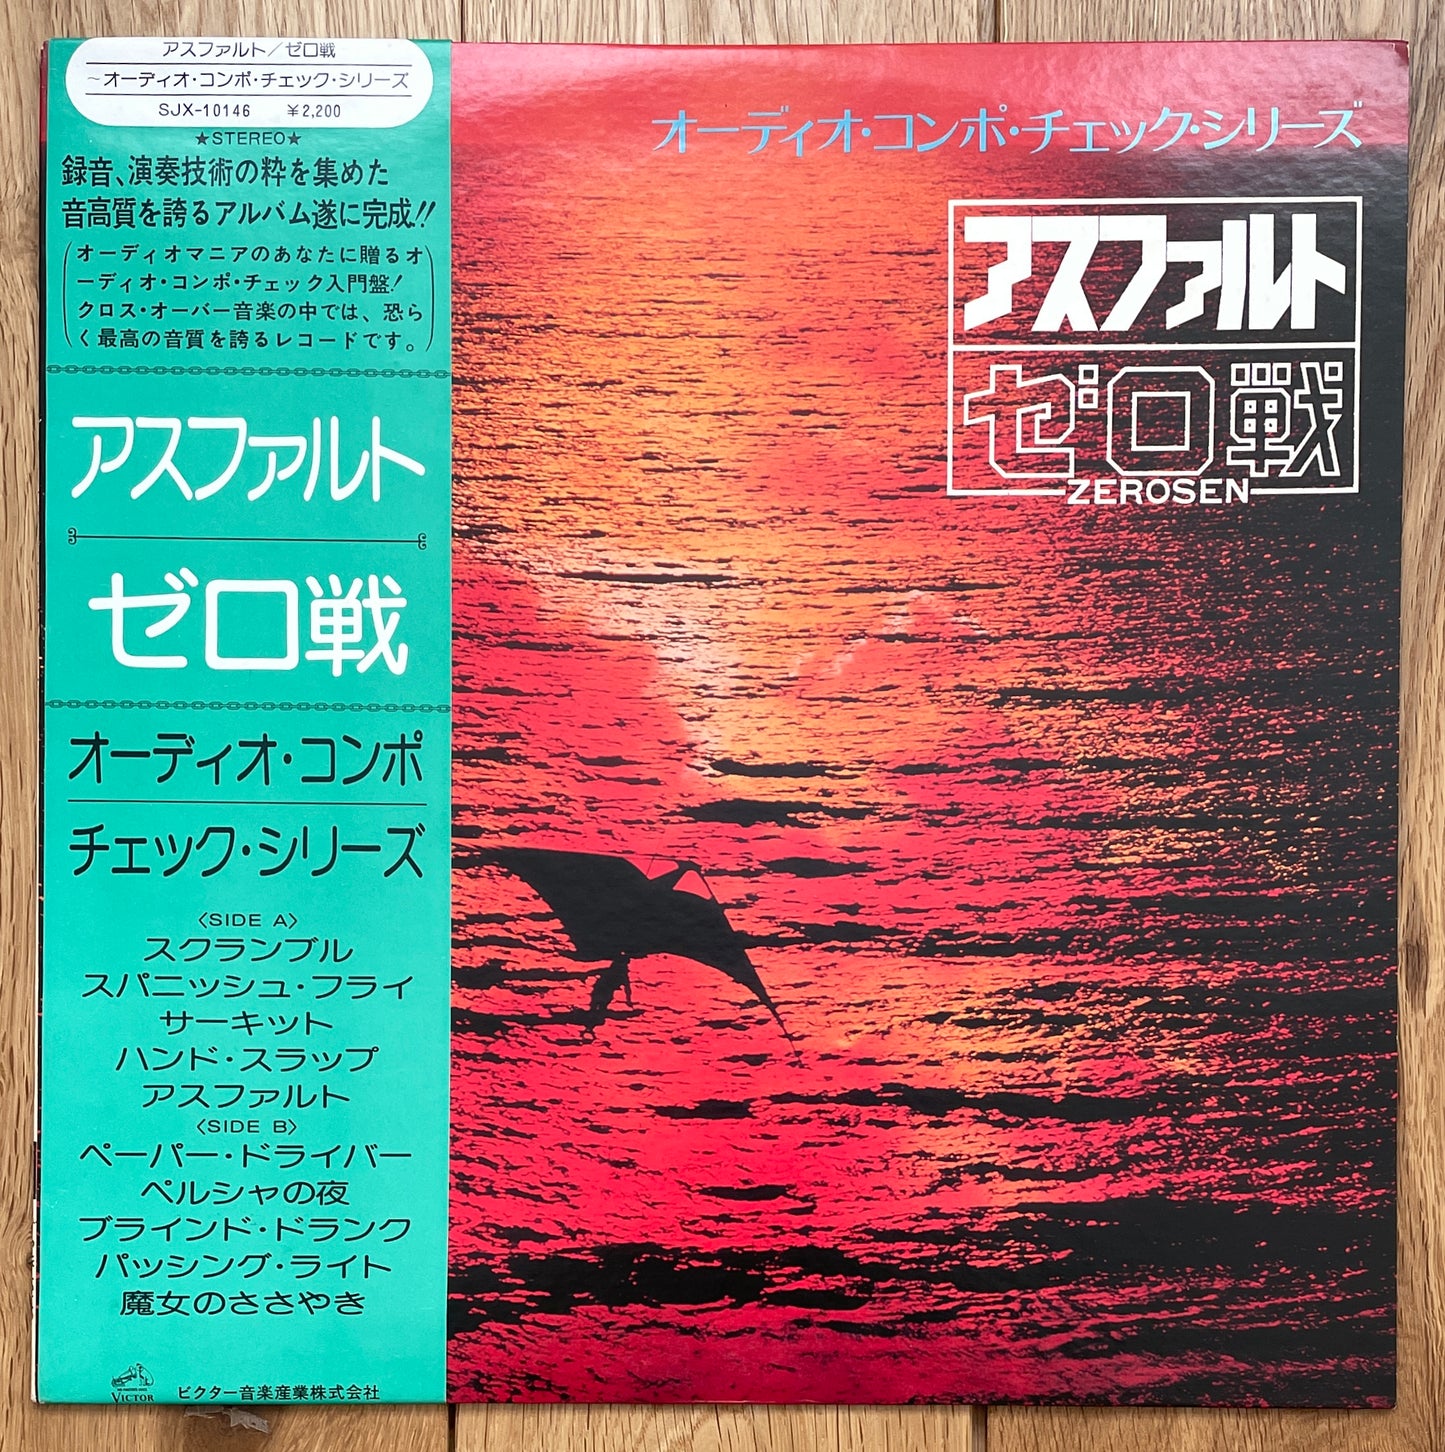 アスファルト/ゼロ戦
~オーディオ・コンポ・チェック・シリーズ
SJX-10146 ¥2,200
★STEREO★
録音、演奏技術の粋を集めた
音高質を誇るアルバム遂に完成!!
(オーディオマニアのあなたに贈るオ
ーディオ・コンポ・チェック入門盤!
クロス・オーバー音楽の中では、恐ら
く最高の音質を誇るレコードです。)
アスファルト
ゼロ戦
オーディオ・コンポ
チェック・シリーズ
〈SIDE A〉
スクランブル
スパニッシュ・フライ
サーキット
ハンド・スラップ
アスファルト
〈SIDE B〉
ペーパー・ドライバー
ペルシャの夜
ブラインド・ドランク
パッシング・ライト
魔女のささやき
VICTOR ビクター音楽産業株式会社
オーディオ・コンポ・チェック・シリーズ
アスファルト
ゼロ戦
ZEROSEN